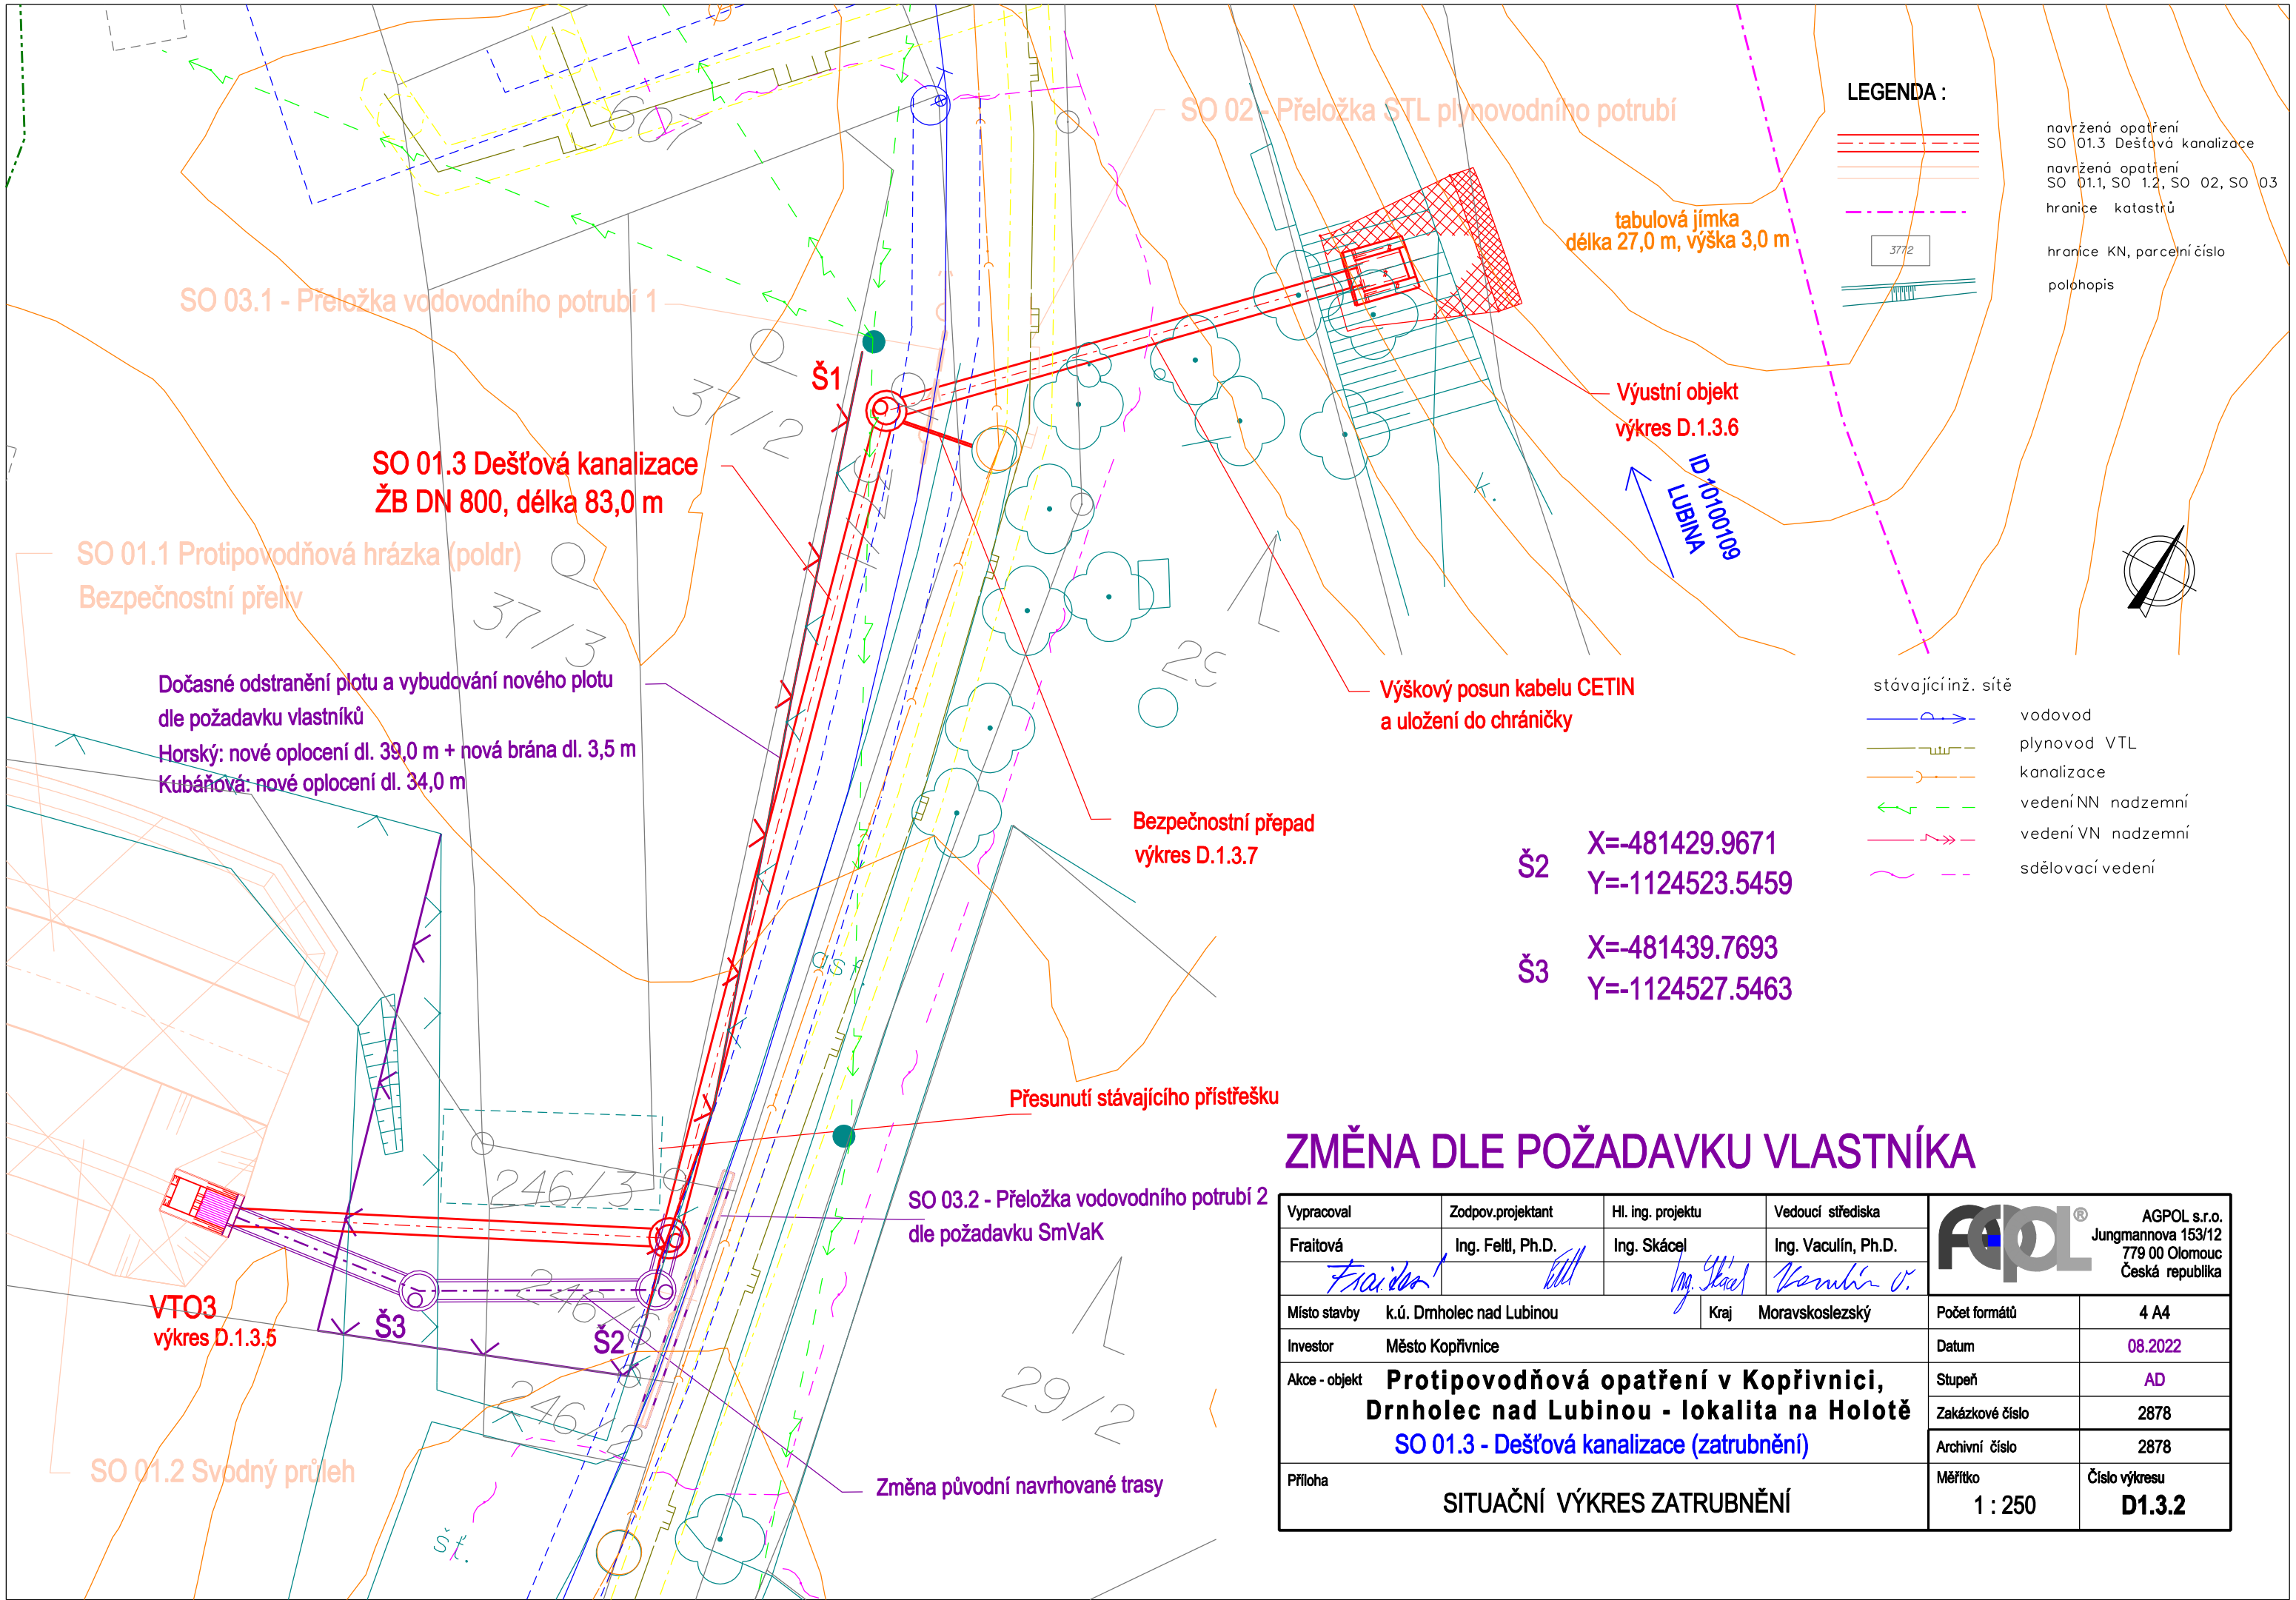 607
SO 02 - Přeložka STL plynovodního potrubí
LEGENDA :
navržená opatření
SO 01.3 Dešťová kanalizace
navržená opatření
SO 01.1, SO 1.2, SO 02, SO 03
hranice katastrů
377/2
hranice KN, parcelní číslo
polohopis
tabulová jímka
délka 27,0 m, výška 3,0 m
SO 03.1 - Přeložka vodovodního potrubí 1
Š1
37/2
Výustní objekt
výkres D.1.3.6
SO 01.3 Dešťová kanalizace
ŽB DN 800, délka 83,0 m
ID 10100109
LUBINA
k.
SO 01.1 Protipovodňová hrázka (poldr)
Bezpečnostní přeliv
37/3
29
Dočasné odstranění plotu a vybudování nového plotu
dle požadavku vlastníků
Horský: nové oplocení dl. 39,0 m + nová brána dl. 3,5 m
Kubáňová: nové oplocení dl. 34,0 m
Výškový posun kabelu CETIN
a uložení do chráničky
stávající inž. sítě
vodovod
plynovod VTL
kanalizace
vedení NN nadzemní
vedení VN nadzemní
sdělovací vedení
Bezpečnostní přepad
výkres D.1.3.7
Š2
X=-481429.9671
Y=-1124523.5459
Š3
X=-481439.7693
Y=-1124527.5463
Přesunutí stávajícího přístřešku
246/3
SO 03.2 - Přeložka vodovodního potrubí 2
dle požadavku SmVaK
VTO3
výkres D.1.3.5
Š3
Š2
246/2
29/2
SO 01.2 Svodný průleh
Změna původní navrhované trasy
št.
ZMĚNA DLE POŽADAVKU VLASTNÍKA
Vypracoval
Zodpov.projektant
Hl. ing. projektu
Vedoucí střediska
Fraitová
Ing. Feltl, Ph.D.
Ing. Skácel
Ing. Vaculín, Ph.D.
AGPOL®
AGPOL s.r.o.
Jungmannova 153/12
779 00 Olomouc
Česká republika
Místo stavby k.ú. Drnholec nad Lubinou
Kraj Moravskoslezský
Počet formátů 4 A4
Investor Město Kopřivnice
Datum 08.2022
Akce - objekt Protipovodňová opatření v Kopřivnici,
Drnholec nad Lubinou - lokalita na Holotě
SO 01.3 - Dešťová kanalizace (zatrubnění)
Stupeň AD
Zakázkové číslo 2878
Archivní číslo 2878
Příloha
SITUAČNÍ VÝKRES ZATRUBNĚNÍ
Měřítko
1 : 250
Číslo výkresu
D1.3.2